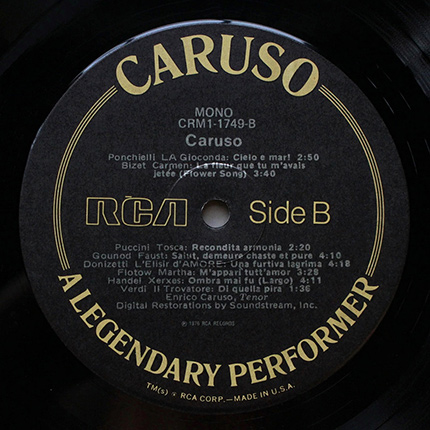 CARUSO
MONO
CRM1-1749-B
Caruso
Ponchielli LA Gioconda: Cielo e mar! 2:50
Bizet Carmen: La fleur que tu m'avais
jetée (Flower Song) 3:40
RCA
Side B
Puccini Tosca: Recondita armonia 2:20
Gounod Faust: Salut, demeure chaste et pure 4:10
Donizetti L'Elisir d'AMORE: Una furtiva lagrima 4:18
Flotow Martha: M'appari tutt'amor 3:28
Handel Xerxes: Ombra mai fu (Largo) 4:11
Verdi Il Trovatore: Di quella pira 1:36
Enrico Caruso, Tenor
Digital Restorations by Soundstream, Inc.
℗ 1976 RCA RECORDS
A LEGENDARY PERFORMER
TM(s) ® RCA CORP.—MADE IN U.S.A.